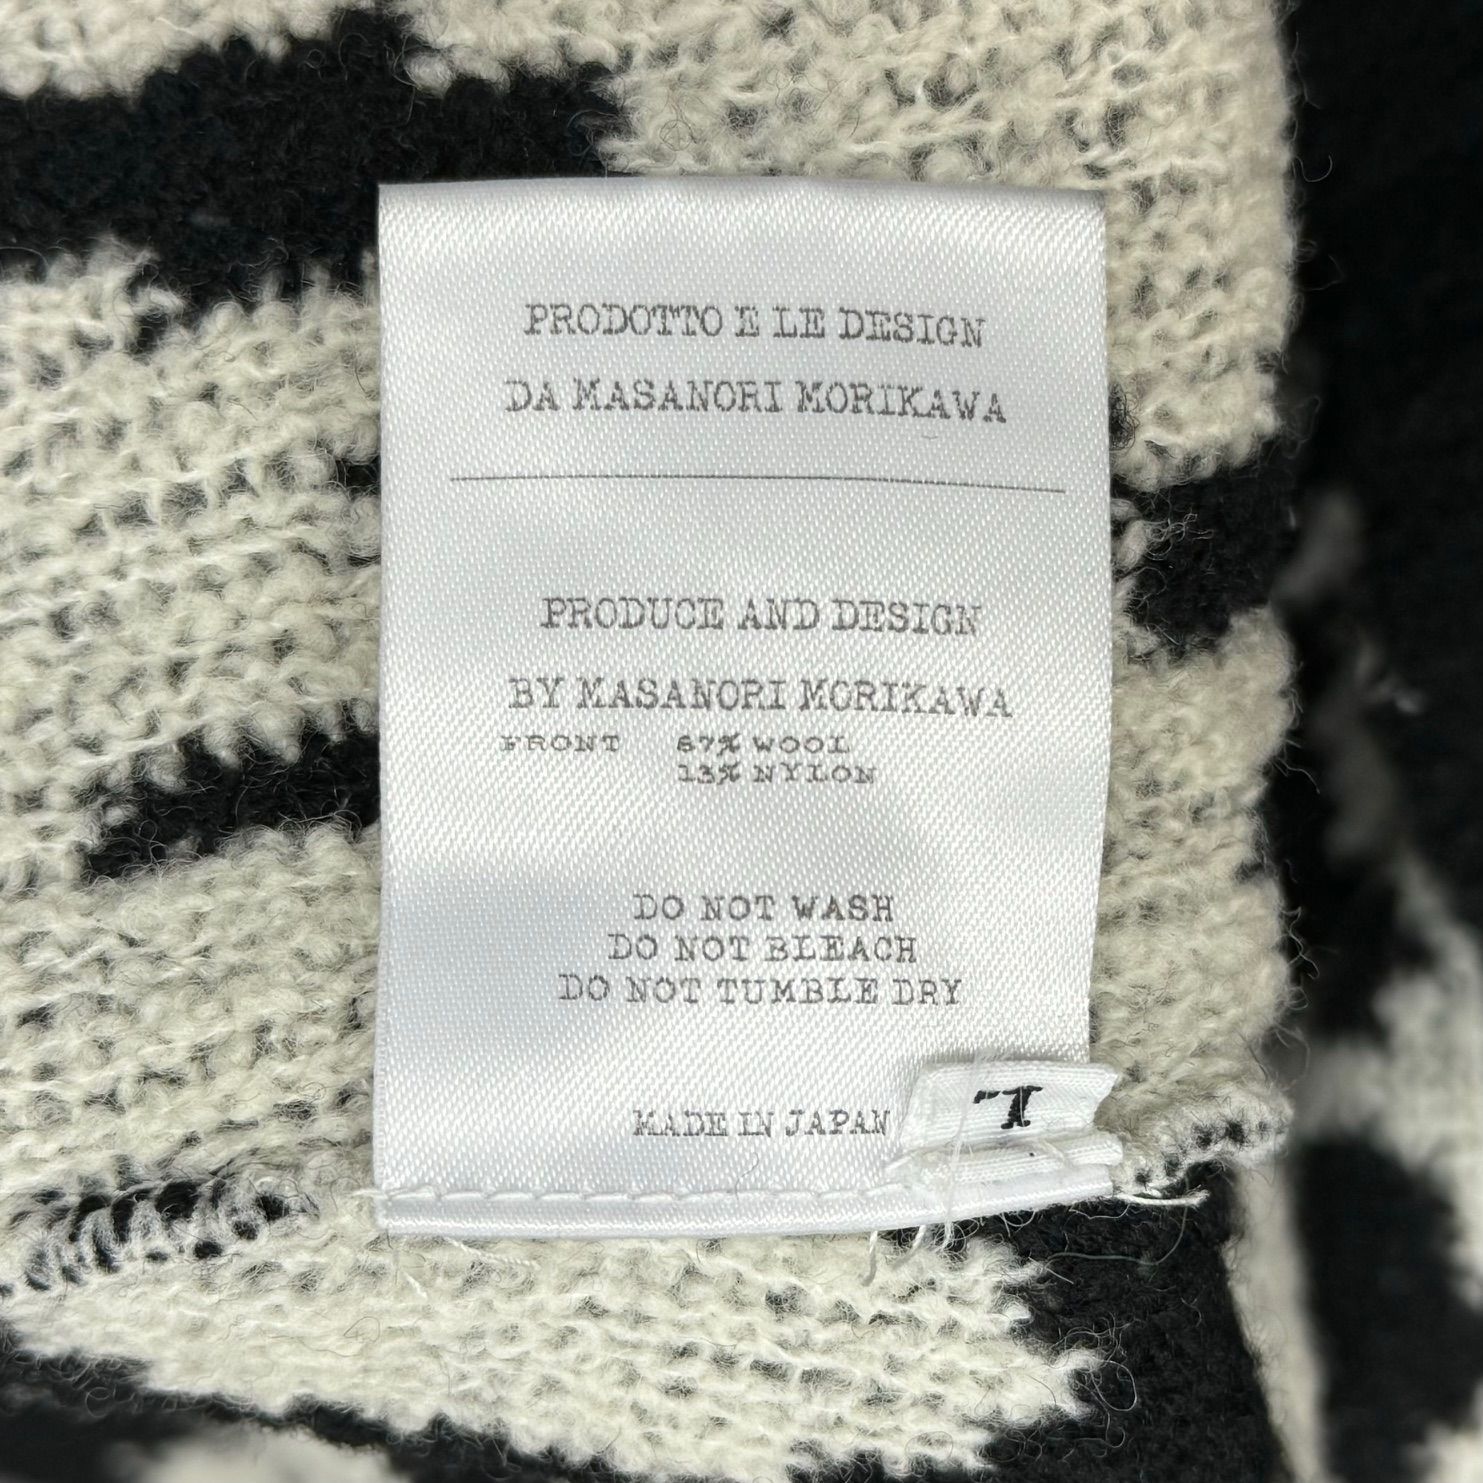 PRODOTTO E LE DESIGN
DA MASANORI MORIKAWA
PRODUCE AND DESIGN
BY MASANORI MORIKAWA
FRONT 87% WOOL
13% NYLON
DO NOT WASH
DO NOT BLEACH
DO NOT TUMBLE DRY
MADE IN JAPAN
L